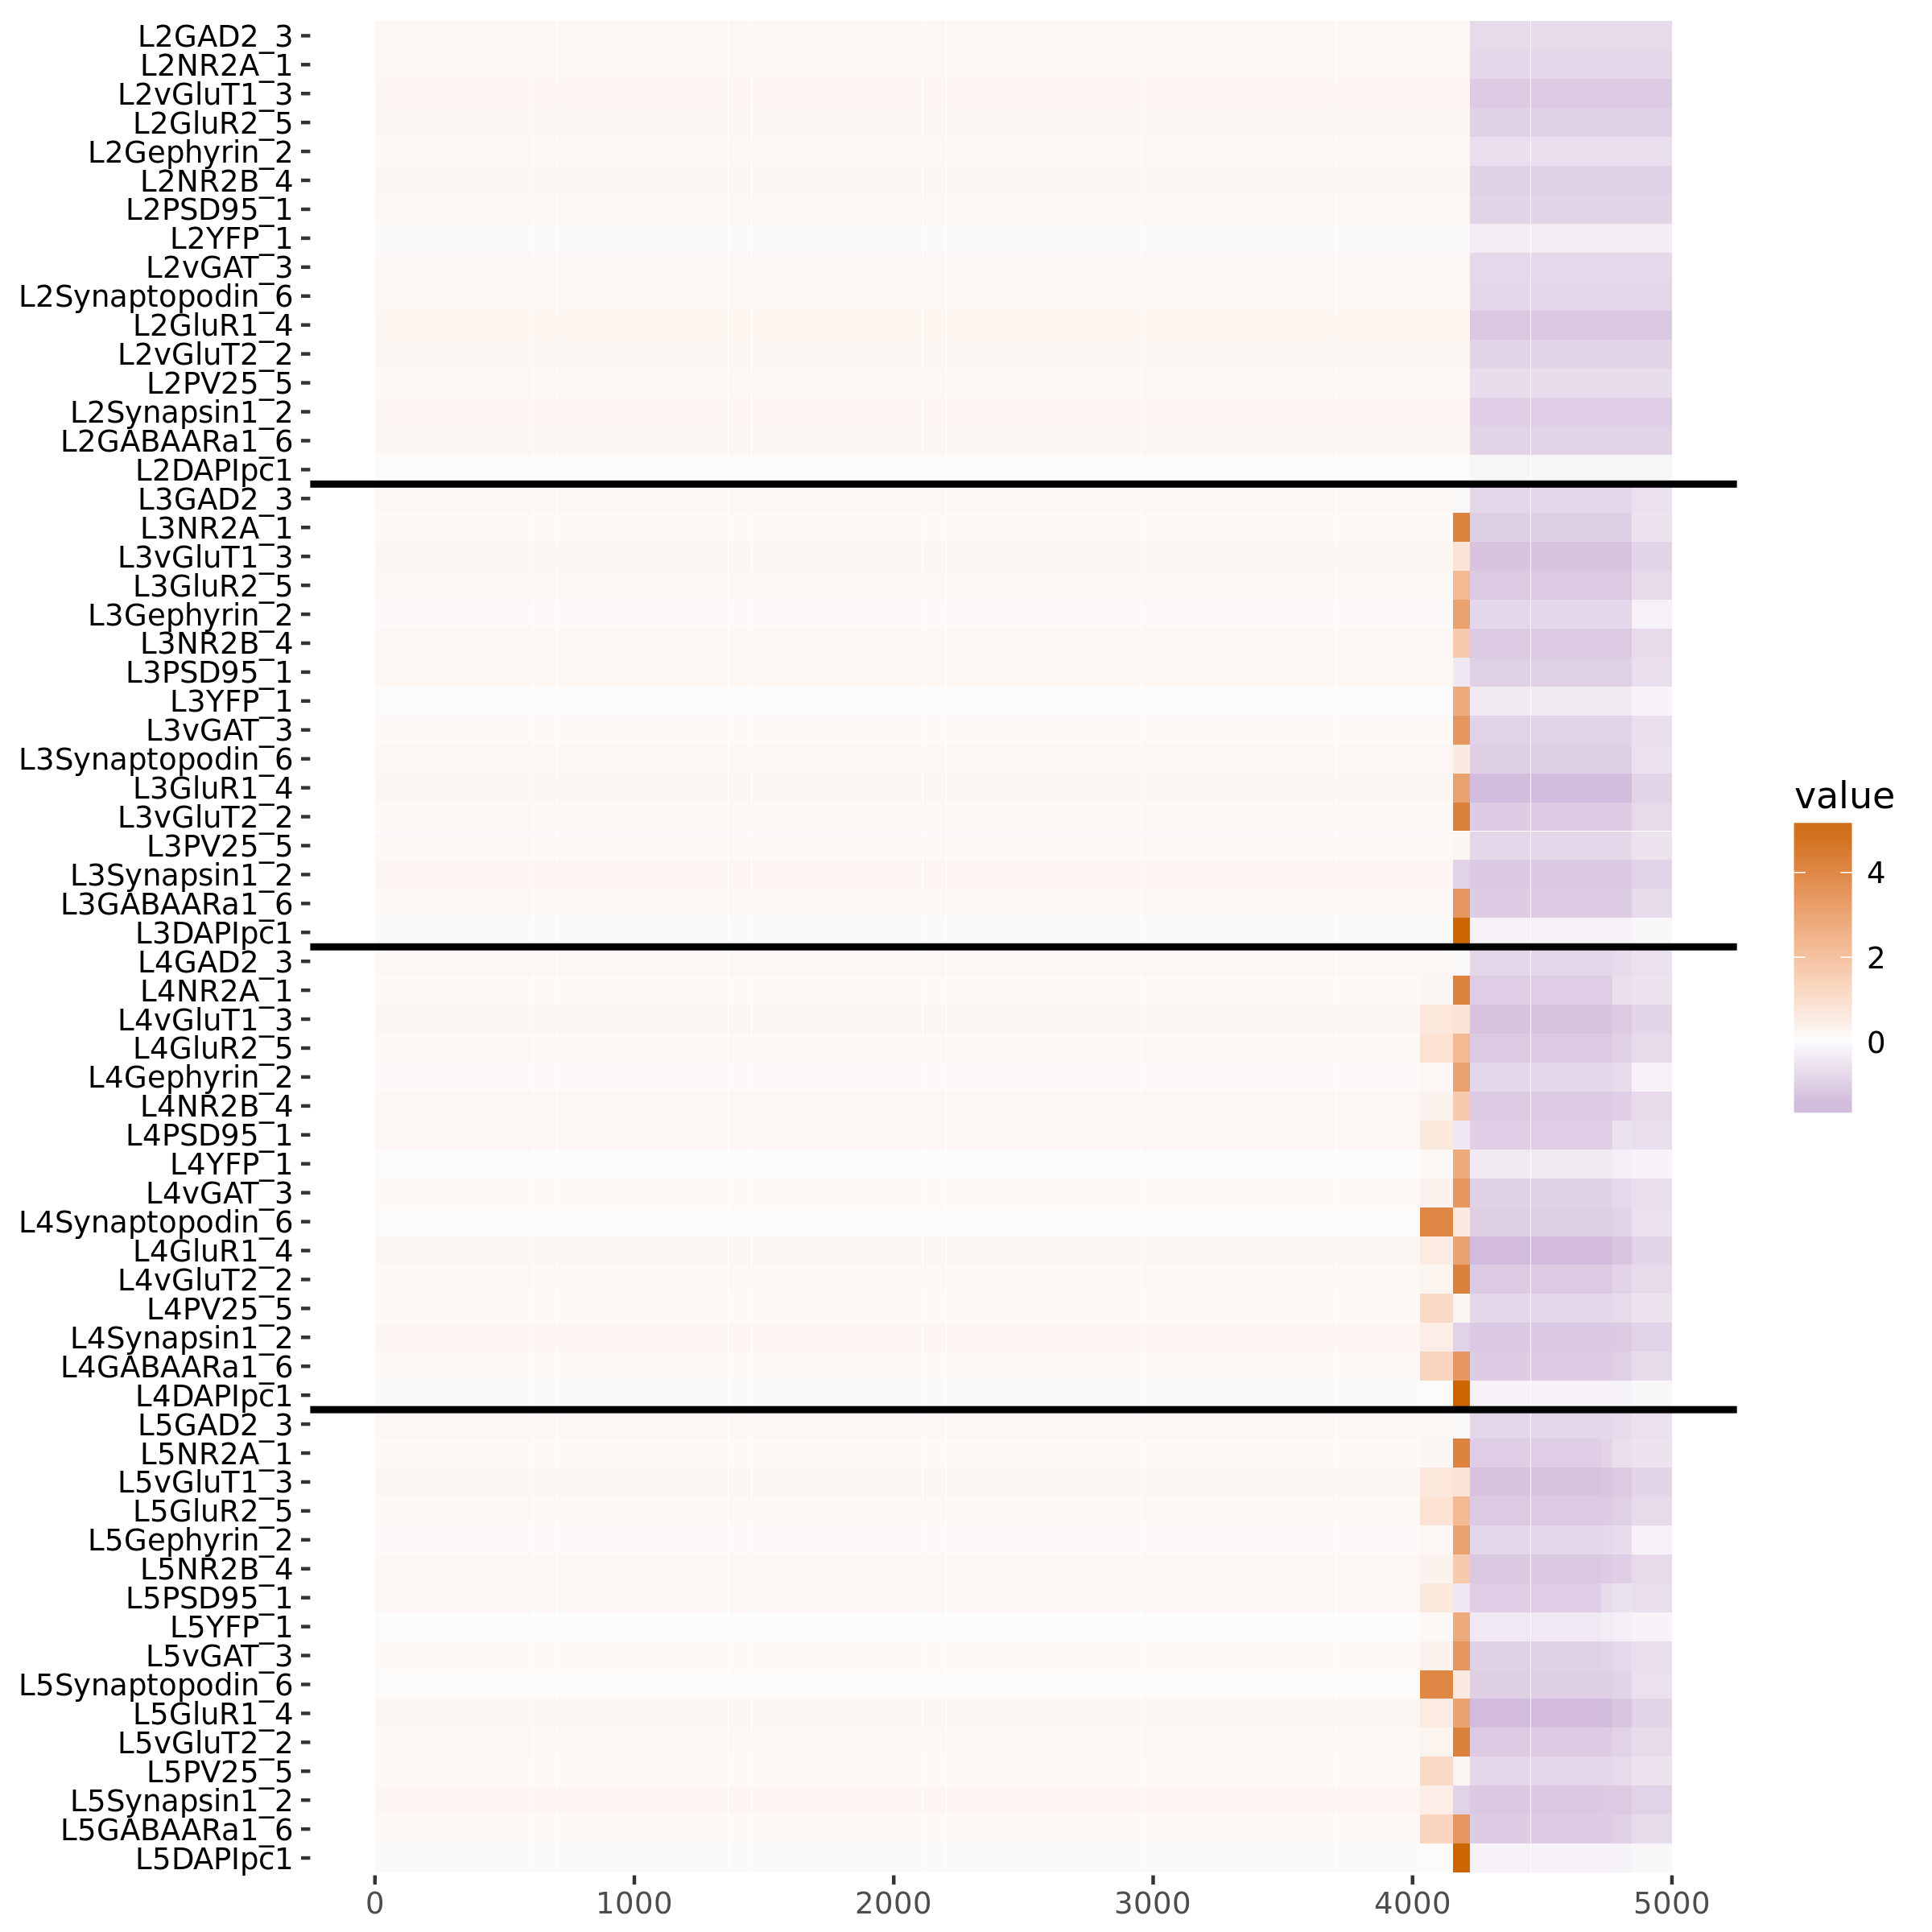 L2GAD2_3
L2NR2A_1
L2vGluT1_3
L2GluR2_5
L2Gephyrin_2
L2NR2B_4
L2PSD95_1
L2YFP_1
L2vGAT_3
L2Synaptopodin_6
L2GluR1_4
L2vGluT2_2
L2PV25_5
L2Synapsin1_2
L2GABAARa1_6
L2DAPIpc1
L3GAD2_3
L3NR2A_1
L3vGluT1_3
L3GluR2_5
L3Gephyrin_2
L3NR2B_4
L3PSD95_1
L3YFP_1
L3vGAT_3
L3Synaptopodin_6
L3GluR1_4
L3vGluT2_2
L3PV25_5
L3Synapsin1_2
L3GABAARa1_6
L3DAPIpc1
L4GAD2_3
L4NR2A_1
L4vGluT1_3
L4GluR2_5
L4Gephyrin_2
L4NR2B_4
L4PSD95_1
L4YFP_1
L4vGAT_3
L4Synaptopodin_6
L4GluR1_4
L4vGluT2_2
L4PV25_5
L4Synapsin1_2
L4GABAARa1_6
L4DAPIpc1
L5GAD2_3
L5NR2A_1
L5vGluT1_3
L5GluR2_5
L5Gephyrin_2
L5NR2B_4
L5PSD95_1
L5YFP_1
L5vGAT_3
L5Synaptopodin_6
L5GluR1_4
L5vGluT2_2
L5PV25_5
L5Synapsin1_2
L5GABAARa1_6
L5DAPIpc1
0 1000 2000 3000 4000 5000
value
4
2
0